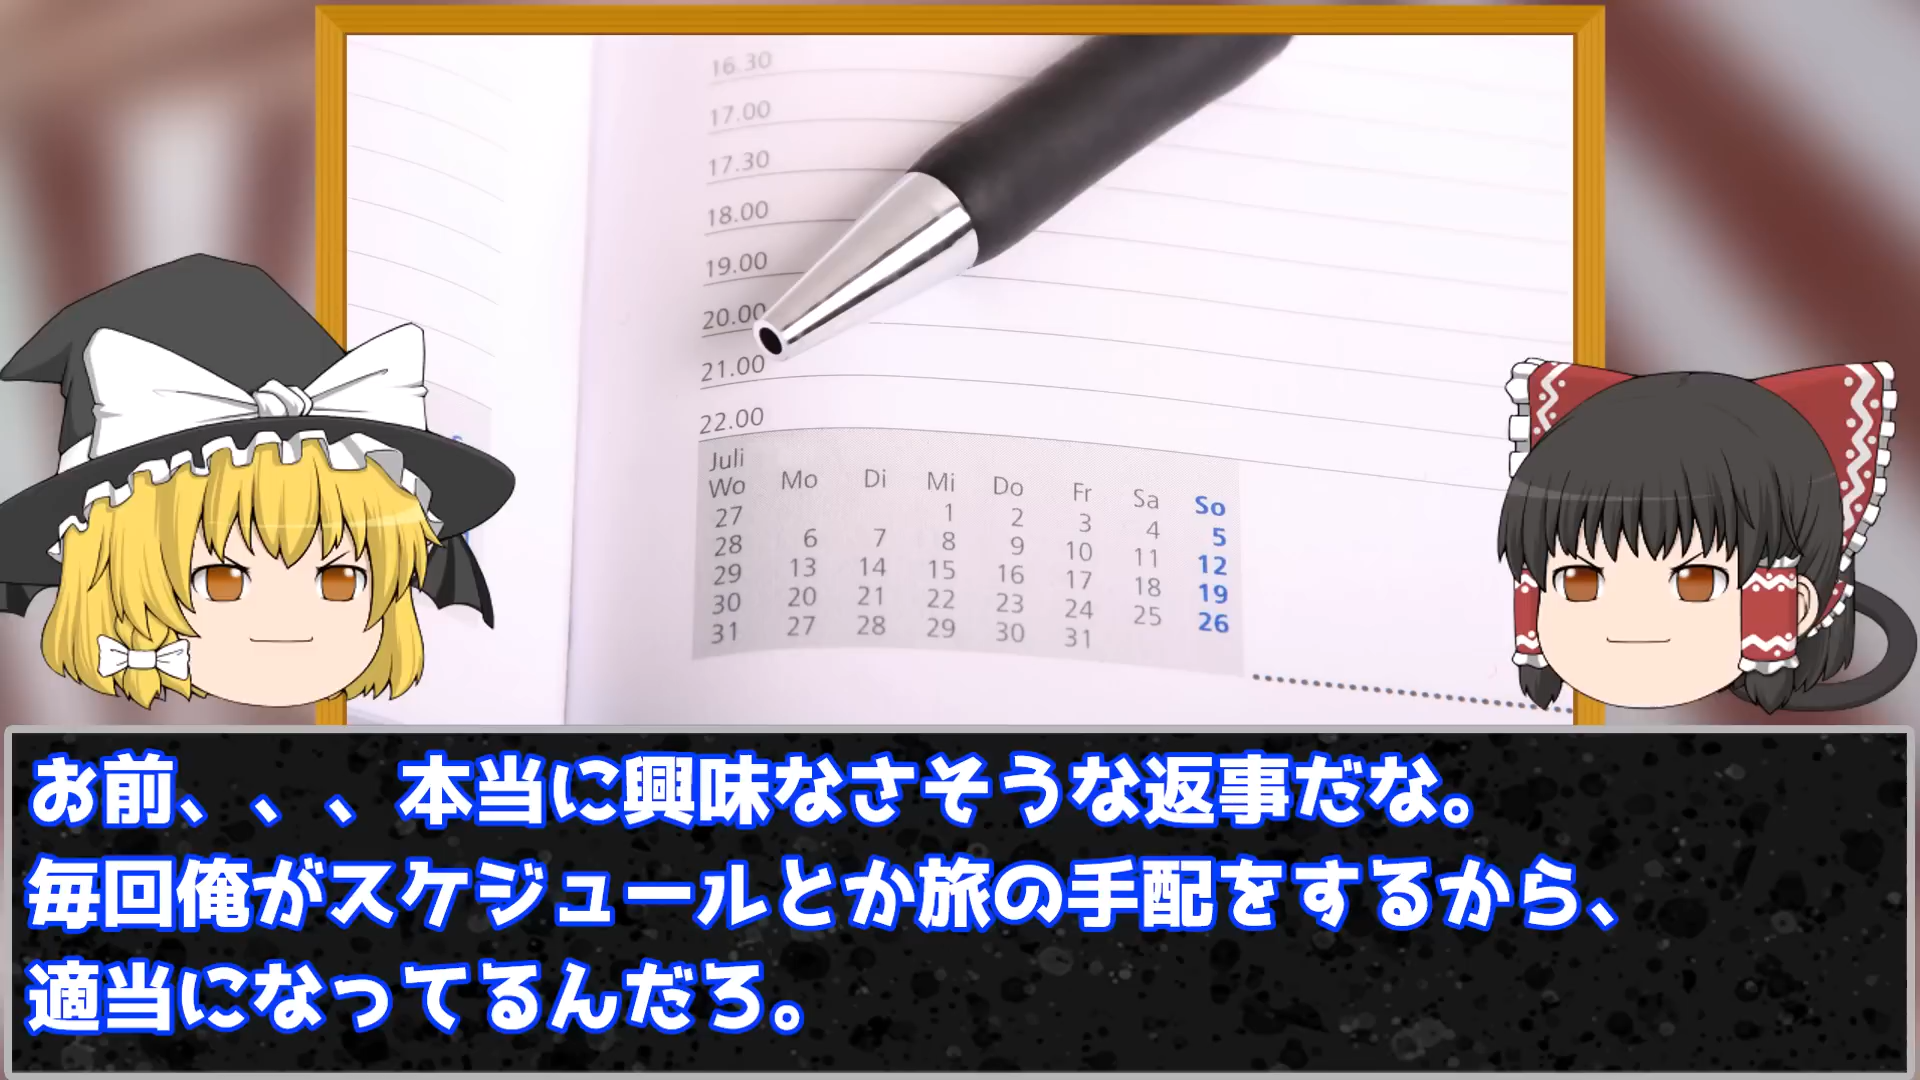 16.30
17.00
17.30
18.00
19.00
20.00
21.00
22.00
Juli
Wo Mo Di Mi Do Fr Sa So
27 1 2 3 4 5
28 6 7 8 9 10 11 12
29 13 14 15 16 17 18 19
30 20 21 22 23 24 25 26
31 27 28 29 30 31
お前、、、本当に興味なさそうな返事だな。
毎回俺がスケジュールとか旅の手配をするから、
適当になってるんだろ。